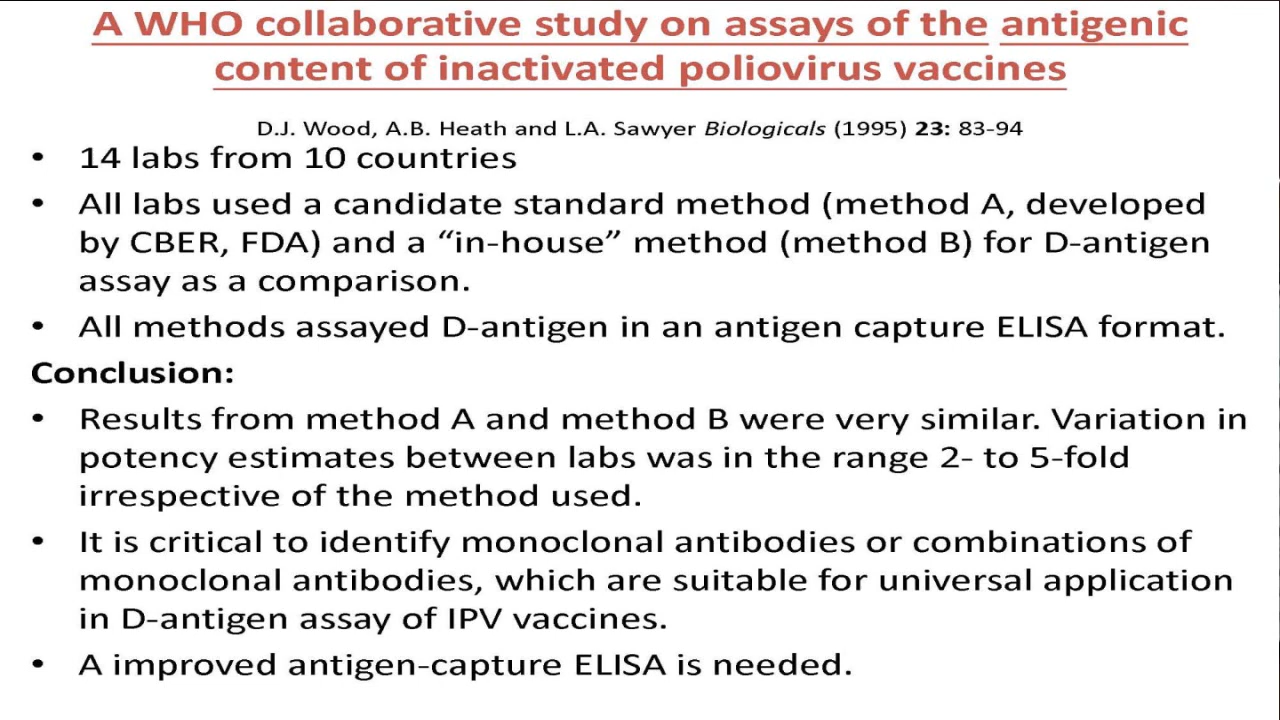 A WHO collaborative study on assays of the antigenic
content of inactivated poliovirus vaccines
D.J. Wood, A.B. Heath and L.A. Sawyer Biologicals (1995) 23: 83-94
• 14 labs from 10 countries
• All labs used a candidate standard method (method A, developed
by CBER, FDA) and a “in-house” method (method B) for D-antigen
assay as a comparison.
• All methods assayed D-antigen in an antigen capture ELISA format.
Conclusion:
• Results from method A and method B were very similar. Variation in
potency estimates between labs was in the range 2- to 5-fold
irrespective of the method used.
• It is critical to identify monoclonal antibodies or combinations of
monoclonal antibodies, which are suitable for universal application
in D-antigen assay of IPV vaccines.
• A improved antigen-capture ELISA is needed.